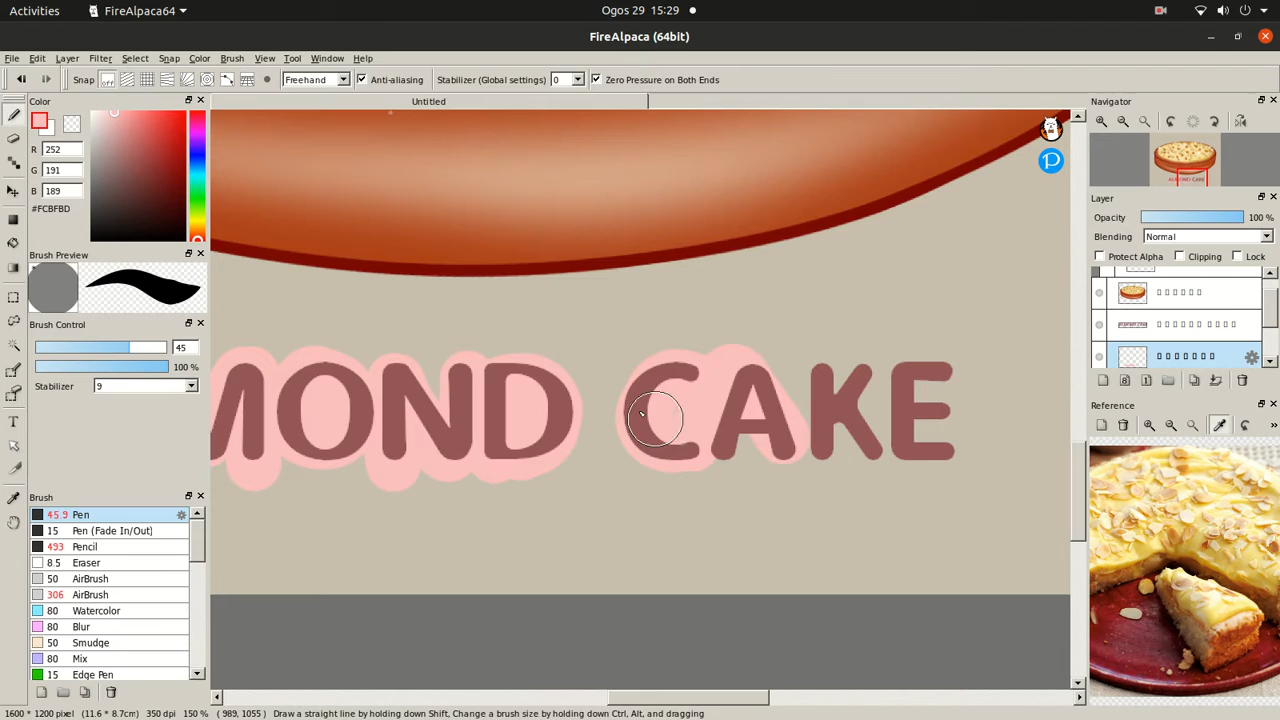 Activities FireAlpaca64 Ogos 29 15:29
FireAlpaca (64bit)
File Edit Layer Filter Select Snap Color Brush View Tool Window Help
Snap off Freehand Anti-aliasing Stabilizer (Global settings) 0 Zero Pressure on Both Ends
Color
Untitled
Navigator
R 252
G 191
B 189
#FCBFBD
Layer
Opacity 100 %
Blending Normal
Protect Alpha Clipping Lock
Brush Preview
Brush Control
45
100 %
Stabilizer 9
MOND CAKE
Reference
Brush
45.9 Pen
15 Pen (Fade In/Out)
493 Pencil
8.5 Eraser
50 AirBrush
306 AirBrush
80 Watercolor
80 Blur
50 Smudge
80 Mix
15 Edge Pen
1600 * 1200 pixel (11.6 * 8.7cm) 350 dpi 150 % ( 989, 1055 ) Draw a straight line by holding down Shift, Change a brush size by holding down Ctrl, Alt, and dragging